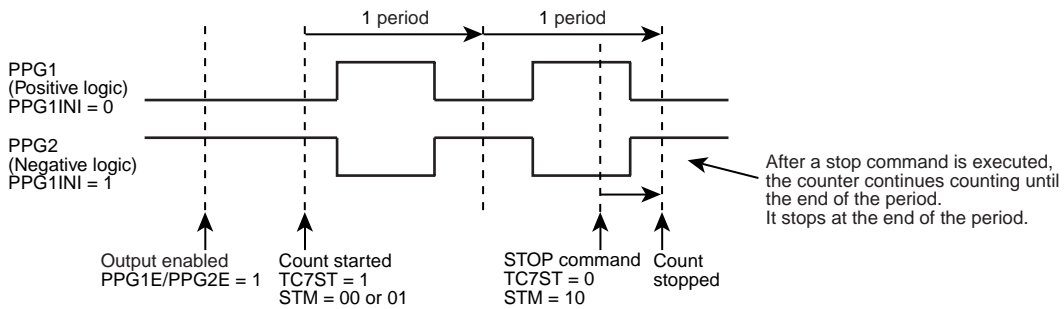 1 period
1 period
PPG1
(Positive logic)
PPG1INI = 0
PPG2
(Negative logic)
PPG1INI = 1
After a stop command is executed,
the counter continues counting until
the end of the period.
It stops at the end of the period.
Output enabled
PPG1E/PPG2E = 1
Count started
TC7ST = 1
STM = 00 or 01
STOP command
TC7ST = 0
STM = 10
Count
stopped